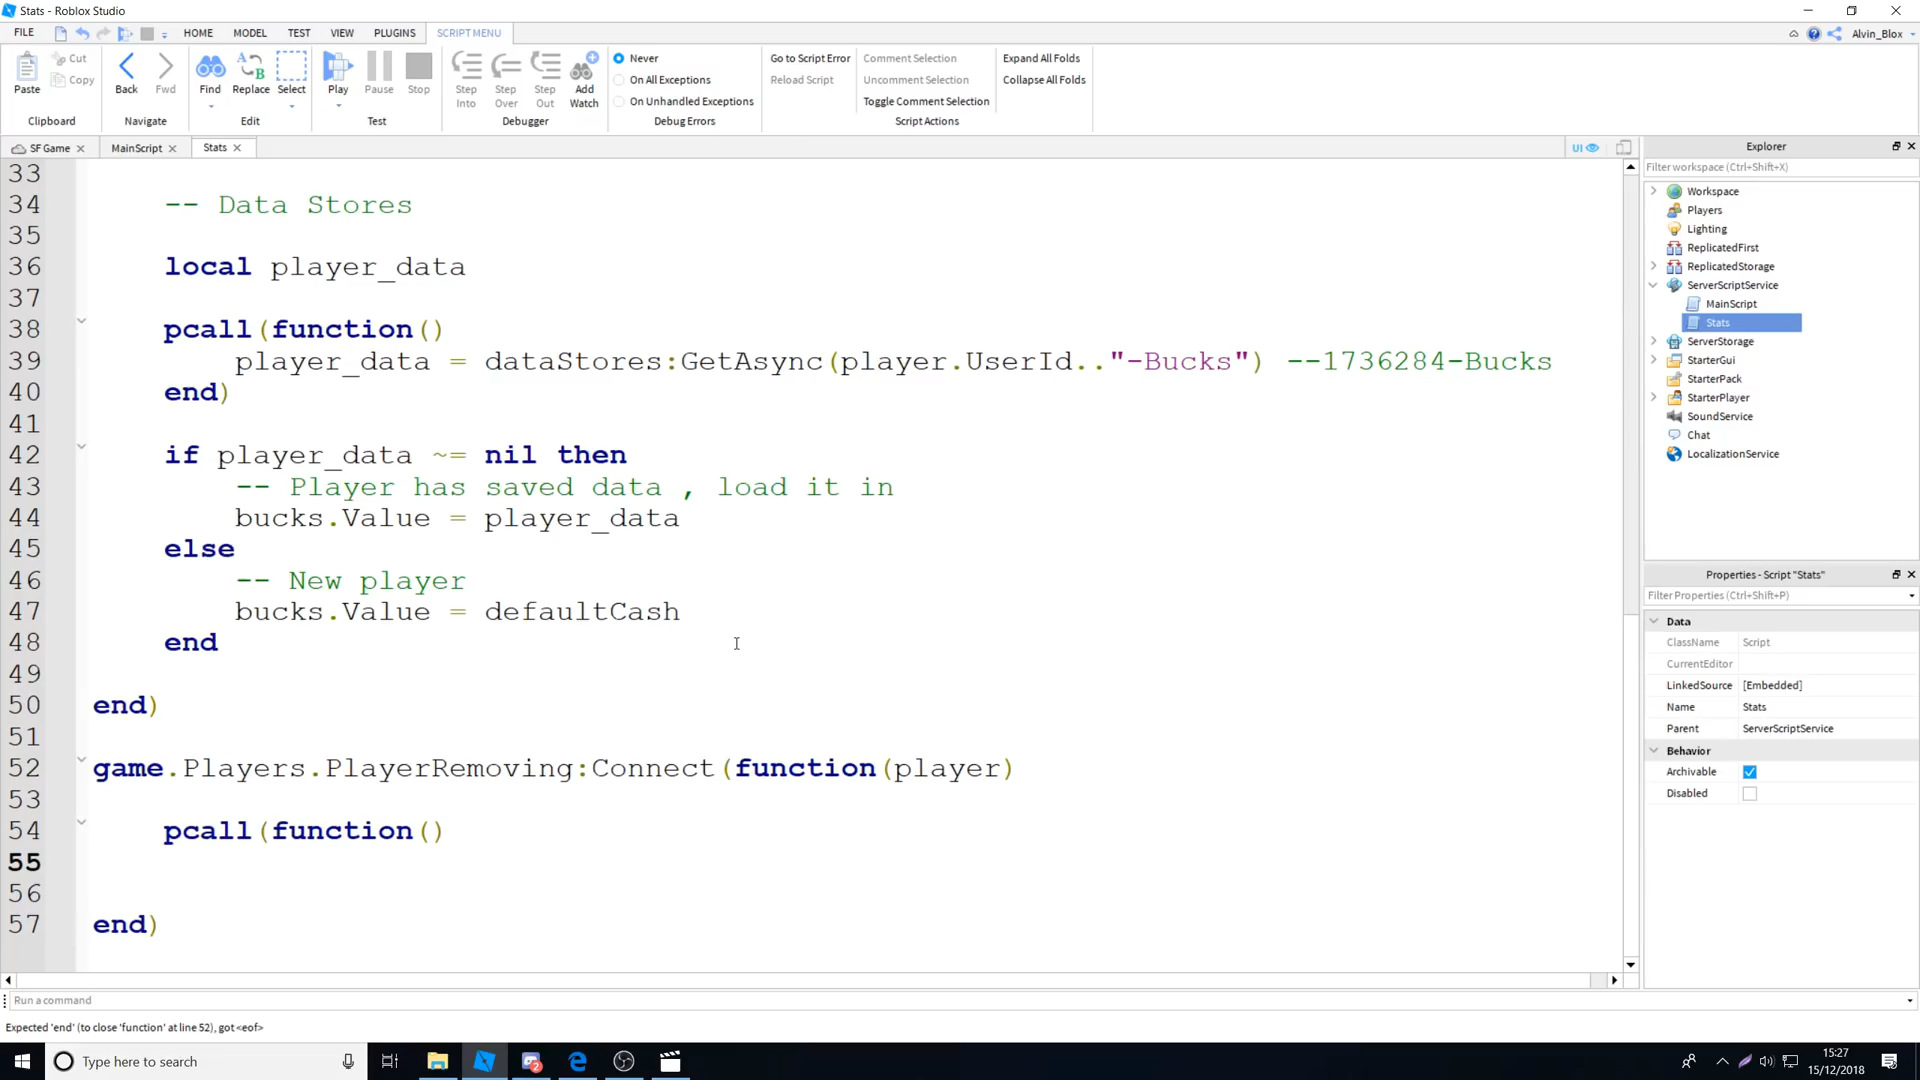 Stats - Roblox Studio
FILE HOME MODEL TEST VIEW PLUGINS SCRIPT MENU Alvin_Blox
Paste Cut Copy Back Fwd Find Replace Select Play Pause Stop Step Into Step Over Step Out Add Watch
Never
On All Exceptions
On Unhandled Exceptions
Go to Script Error
Reload Script
Comment Selection
Uncomment Selection
Toggle Comment Selection
Expand All Folds
Collapse All Folds
Clipboard Navigate Edit Test Debugger Debug Errors Script Actions
SF Game MainScript Stats UI
33
34 -- Data Stores
35
36 local player_data
37
38 pcall(function()
39 player_data = dataStores:GetAsync(player.UserId.."-Bucks") --1736284-Bucks
40 end)
41
42 if player_data ~= nil then
43 -- Player has saved data , load it in
44 bucks.Value = player_data
45 else
46 -- New player
47 bucks.Value = defaultCash
48 end
49
50 end)
51
52 game.Players.PlayerRemoving:Connect(function(player)
53
54 pcall(function()
55
56
57 end)
Explorer
Filter workspace (Ctrl+Shift+X)
Workspace
Players
Lighting
ReplicatedFirst
ReplicatedStorage
ServerScriptService
MainScript
Stats
ServerStorage
StarterGui
StarterPack
StarterPlayer
SoundService
Chat
LocalizationService
Properties - Script "Stats"
Filter Properties (Ctrl+Shift+P)
Data
ClassName Script
CurrentEditor
LinkedSource [Embedded]
Name Stats
Parent ServerScriptService
Behavior
Archivable
Disabled
Run a command
Expected 'end' (to close 'function' at line 52), got <eof>
Type here to search
2
15:27
15/12/2018